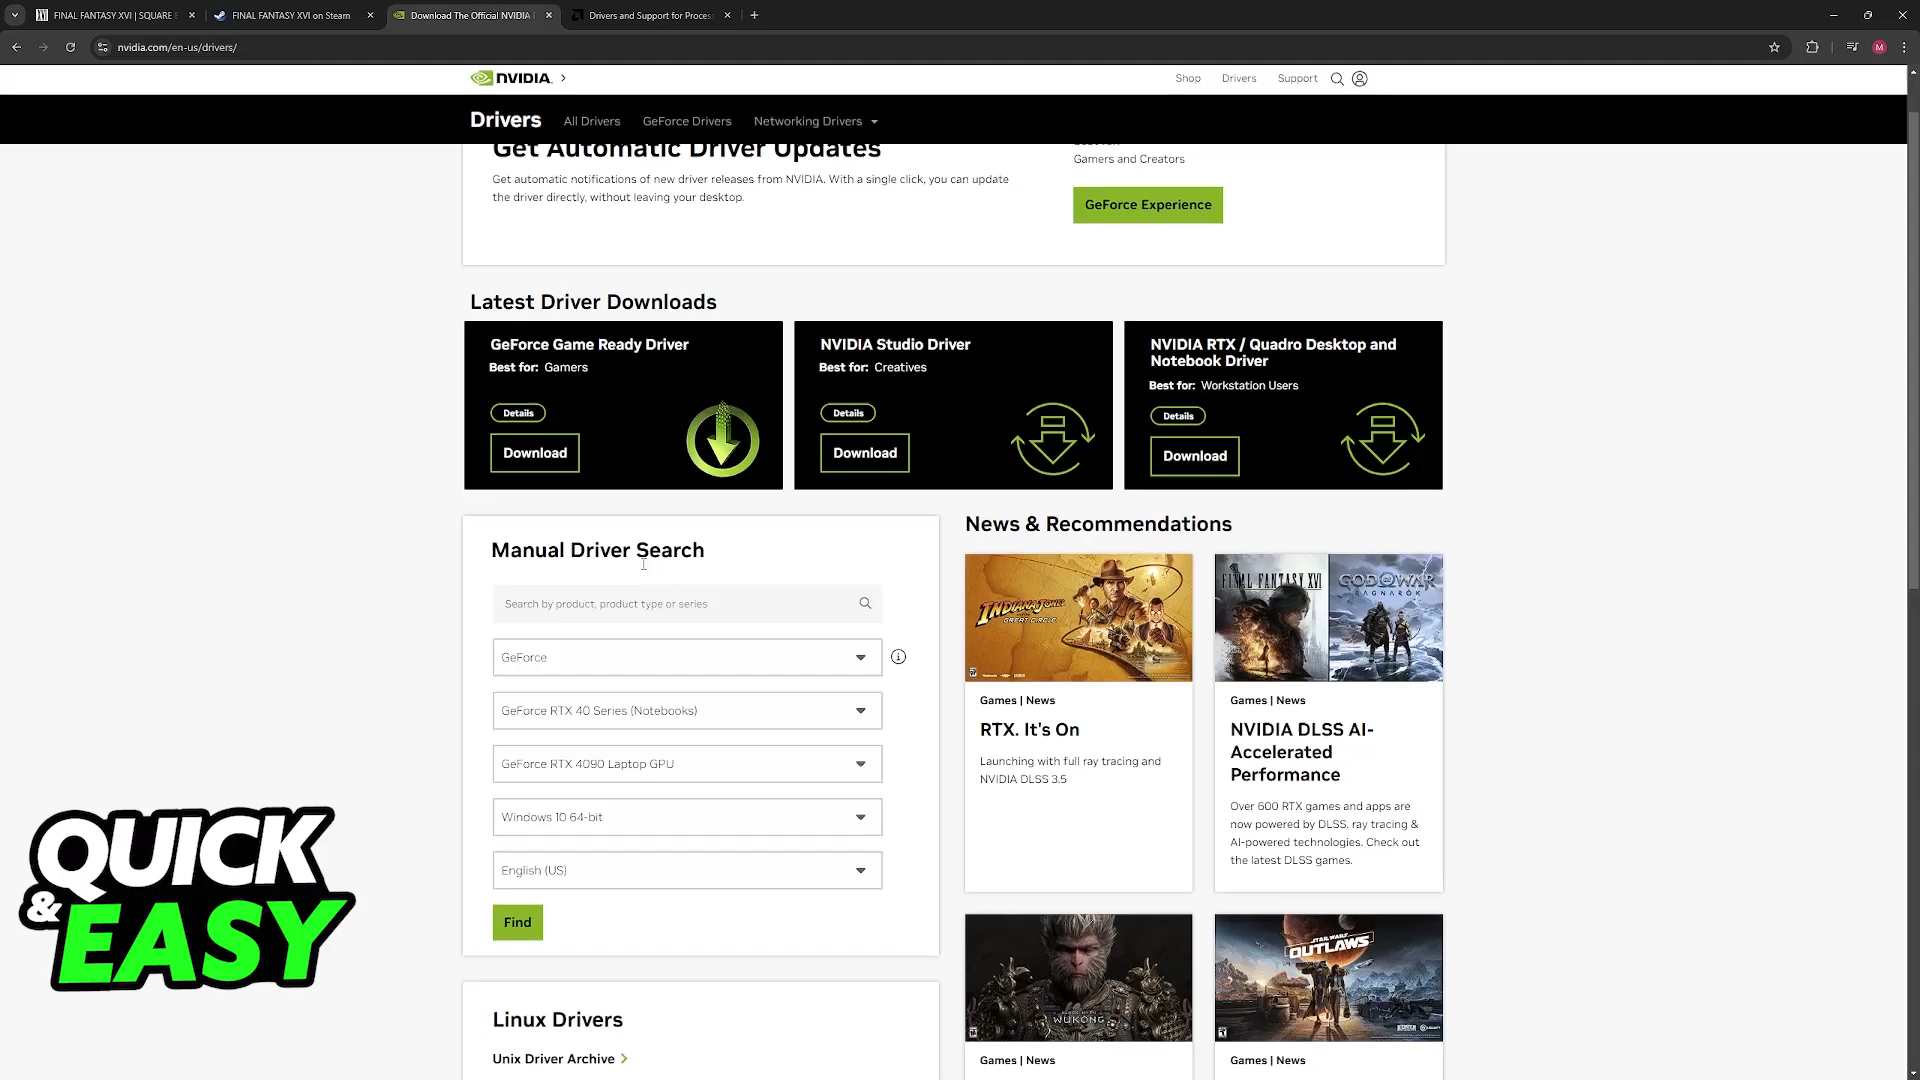 FINAL FANTASY XVI | SQUARE E
FINAL FANTASY XVI on Steam
Download The Official NVIDIA D
Drivers and Support for Process
nvidia.com/en-us/drivers/
M
NVIDIA.
Shop
Drivers
Support
Drivers
All Drivers
GeForce Drivers
Networking Drivers
Get Automatic Driver Updates
Get automatic notifications of new driver releases from NVIDIA. With a single click, you can update
the driver directly, without leaving your desktop.
Gamers and Creators
GeForce Experience
Latest Driver Downloads
GeForce Game Ready Driver
Best for: Gamers
Details
Download
NVIDIA Studio Driver
Best for: Creatives
Details
Download
NVIDIA RTX / Quadro Desktop and
Notebook Driver
Best for: Workstation Users
Details
Download
Manual Driver Search
Search by product, product type or series
GeForce
GeForce RTX 40 Series (Notebooks)
GeForce RTX 4090 Laptop GPU
Windows 10 64-bit
English (US)
Find
Linux Drivers
Unix Driver Archive
News & Recommendations
INDIANA JONES
GREAT CIRCLE
Games | News
RTX. It's On
Launching with full ray tracing and
NVIDIA DLSS 3.5
FINAL FANTASY XVI
GOD OF WAR
RAGNARÖK
Games | News
NVIDIA DLSS AI-
Accelerated
Performance
Over 600 RTX games and apps are
now powered by DLSS, ray tracing &
AI-powered technologies. Check out
the latest DLSS games.
WUKONG
Games | News
STAR WARS
OUTLAWS
Games | News
QUICK
& EASY